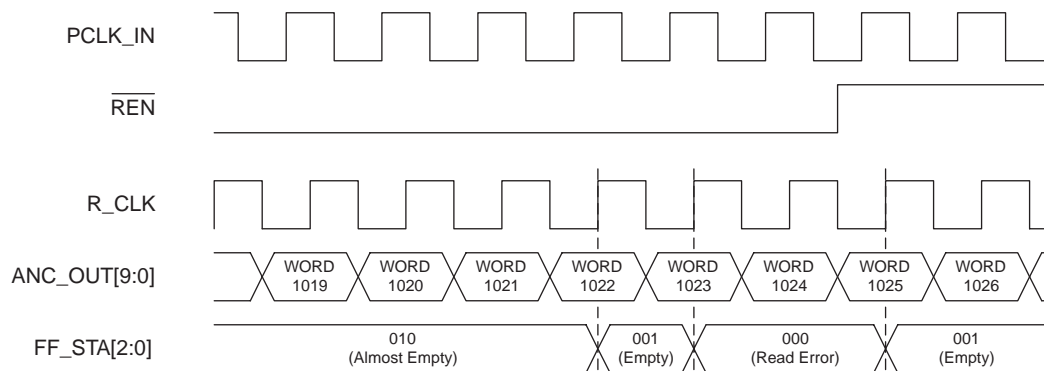 PCLK_IN
REN
R_CLK
ANC_OUT[9:0]
WORD 1019
WORD 1020
WORD 1021
WORD 1022
WORD 1023
WORD 1024
WORD 1025
WORD 1026
FF_STA[2:0]
010
(Almost Empty)
001
(Empty)
000
(Read Error)
001
(Empty)